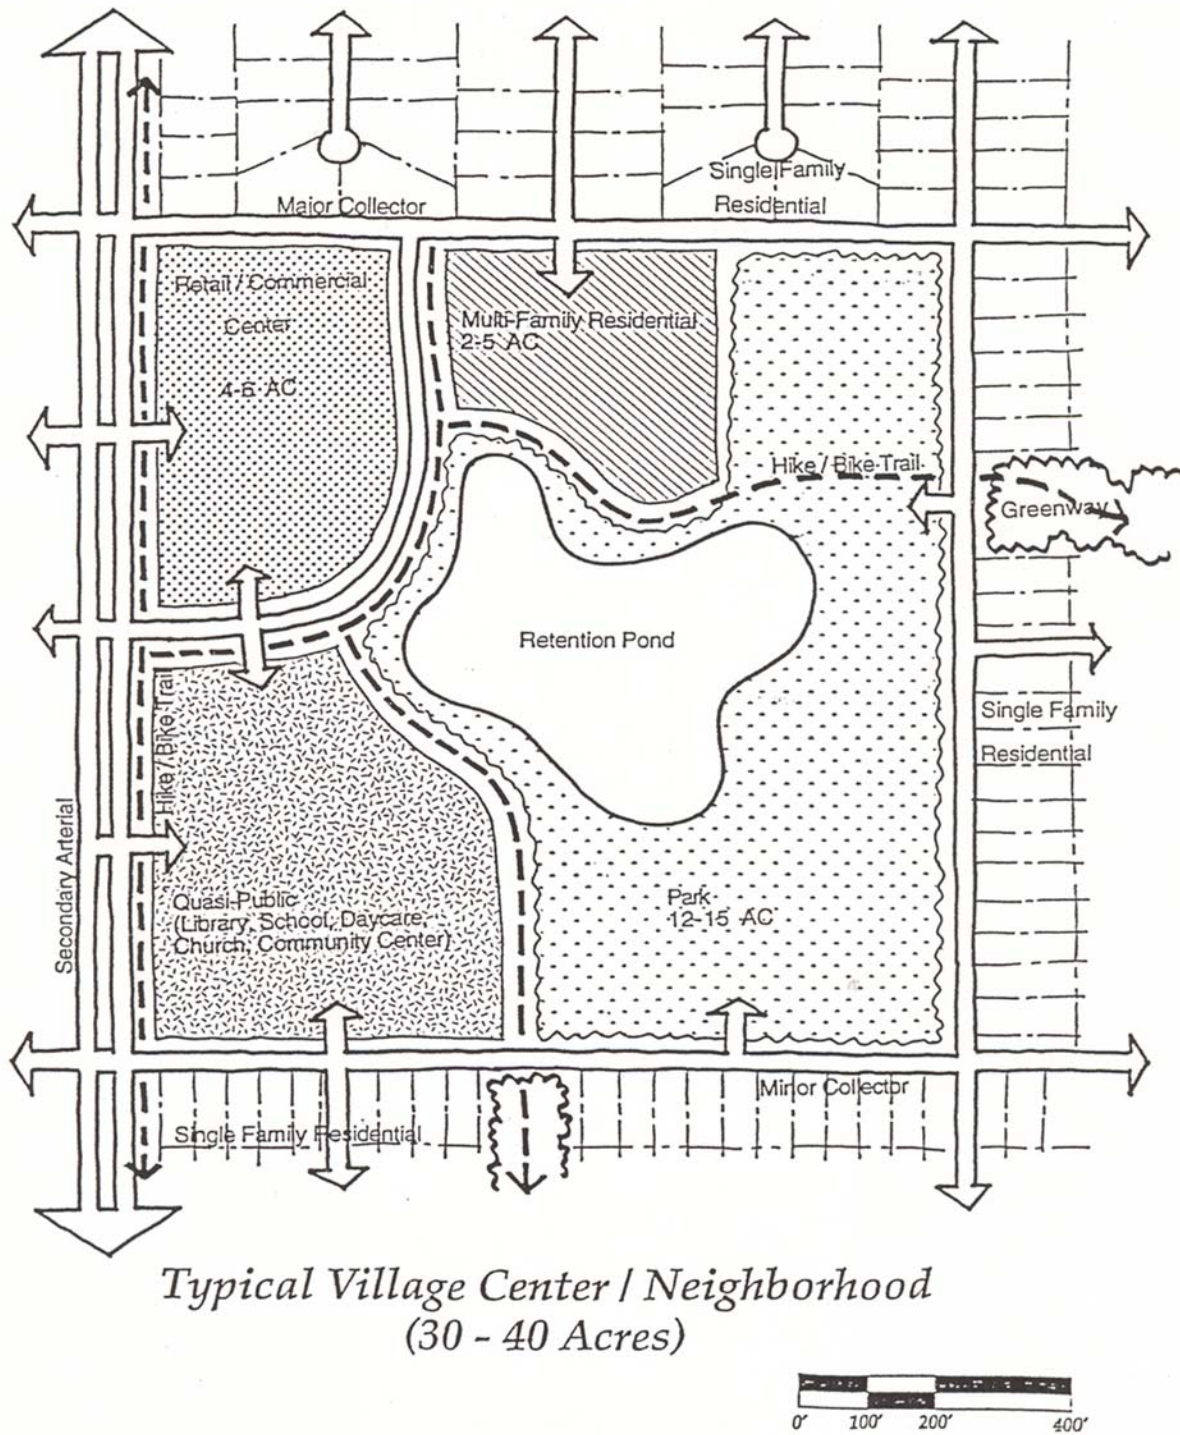 Single Family
Residential
Major Collector
Retail / Commercial
Center
4-6 AC
Multi-Family Residential
2-5 AC
Hike / Bike Trail
Greenway
Retention Pond
Single Family
Residential
Hike / Bike Trail
Secondary Arterial
Quasi-Public
(Library, School, Daycare,
Church, Community Center)
Park
12-15 AC
Minor Collector
Single Family Residential
Typical Village Center / Neighborhood
(30 - 40 Acres)
0' 100' 200' 400'